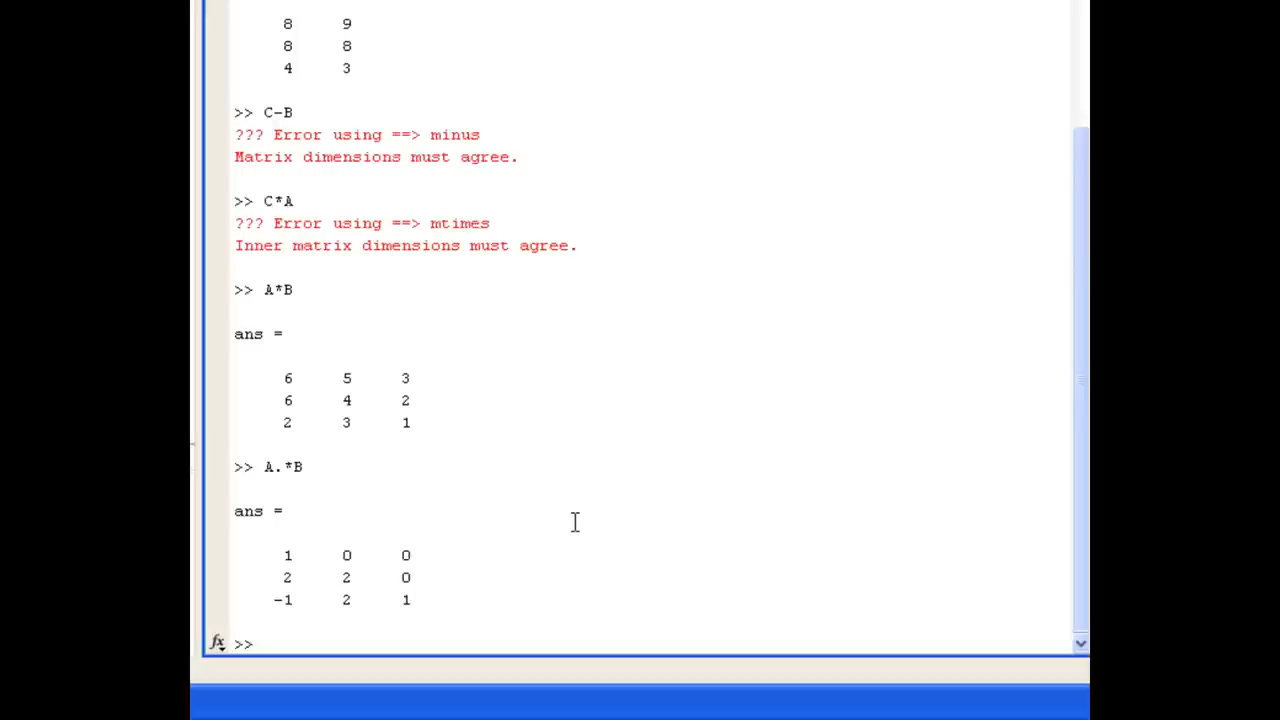 8 9
8 8
4 3
>> C-B
??? Error using ==> minus
Matrix dimensions must agree.
>> C*A
??? Error using ==> mtimes
Inner matrix dimensions must agree.
>> A*B
ans =
6 5 3
6 4 2
2 3 1
>> A.*B
ans =
1 0 0
2 2 0
-1 2 1
fx >>